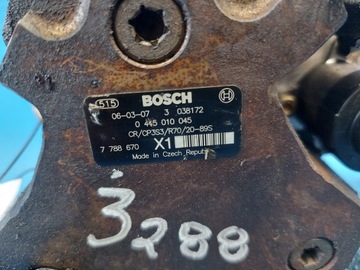 515 BOSCH
06-03-07 3 038172
0 445 010 045
CR/CP3S3/R70/20-89S
7 788 670 X1
Made in Czech Republic
3288